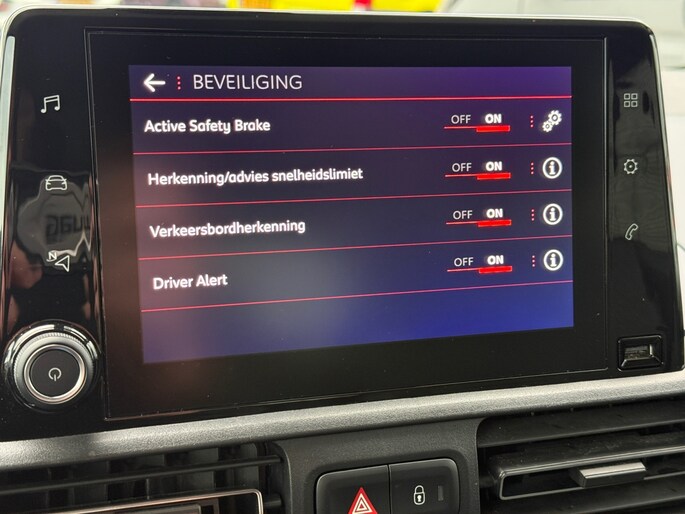 BEVEILIGING
Active Safety Brake OFF ON
Herkenning/advies snelheidslimiet OFF ON
Verkeersbordherkenning OFF ON
Driver Alert OFF ON
N